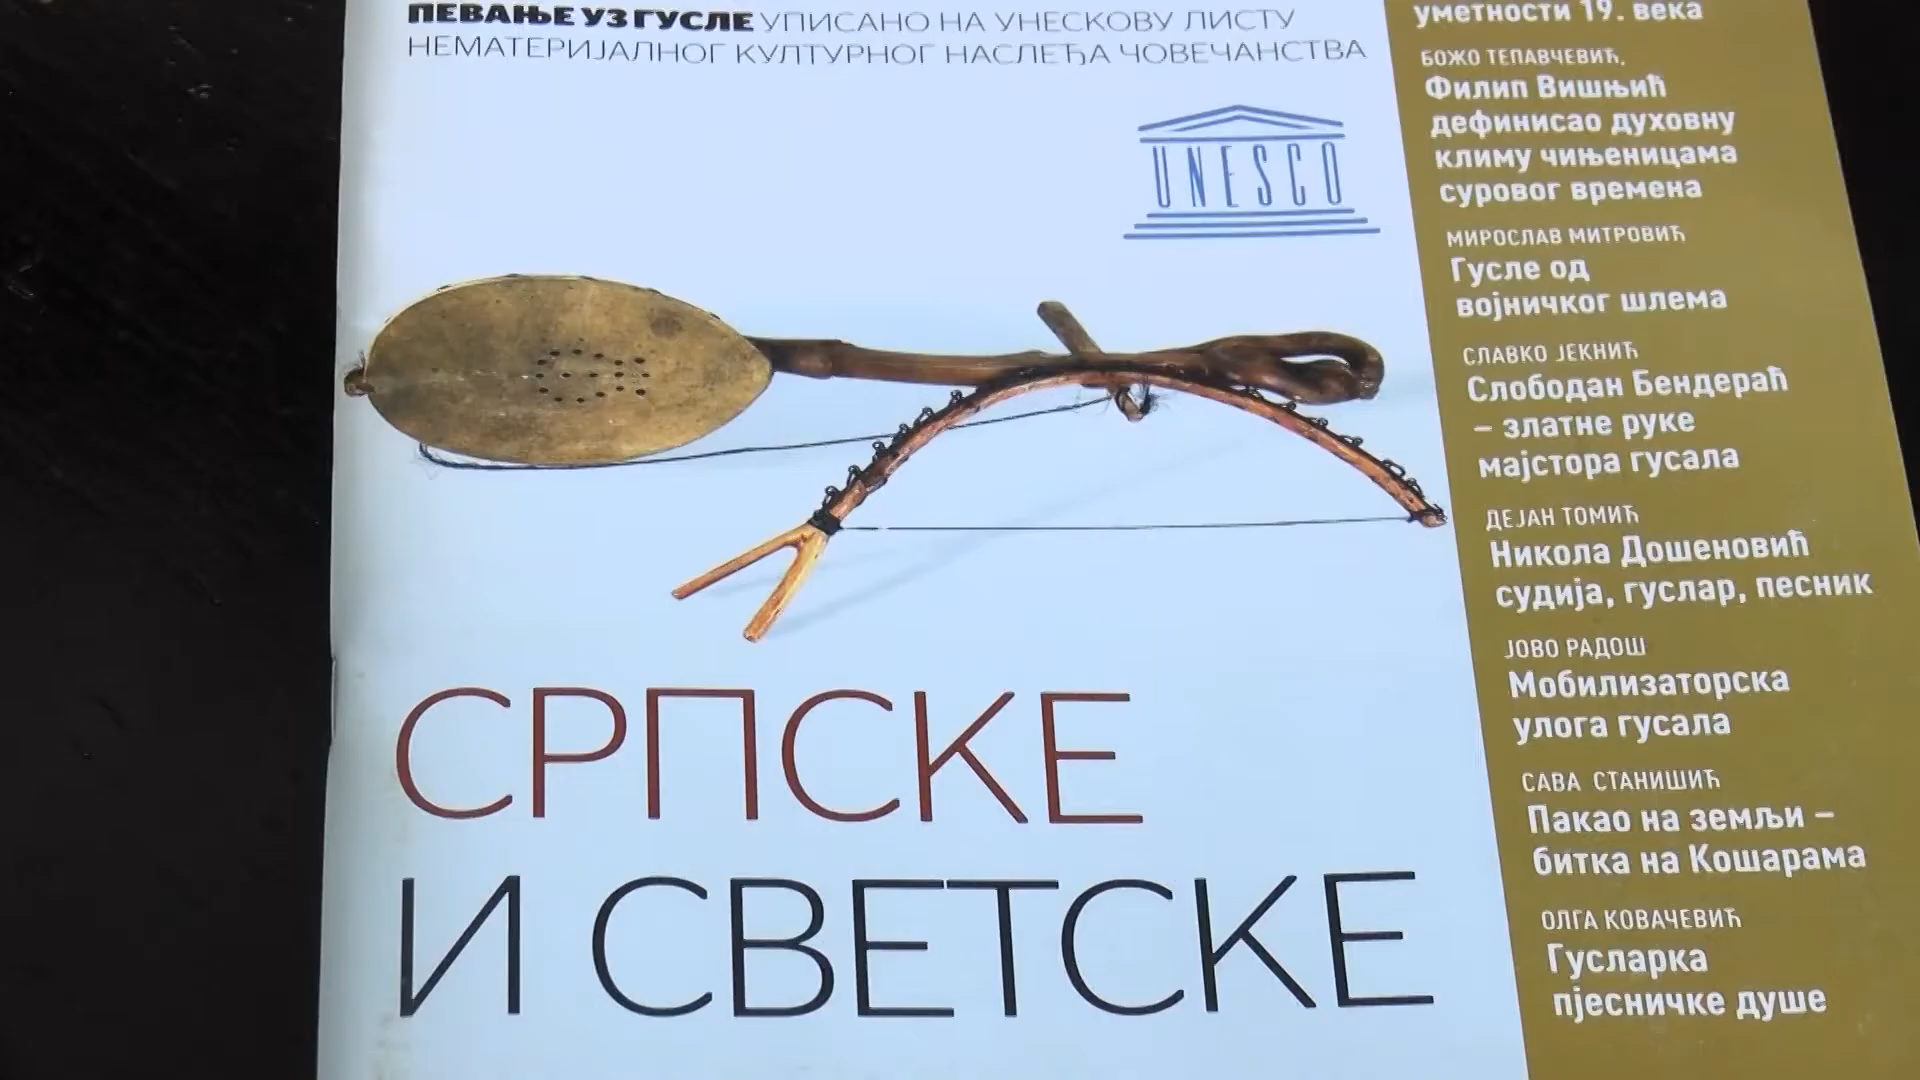 ПЕВАЊЕ УЗ ГУСЛЕ УПИСАНО НА УНЕСКОВУ ЛИСТУ
НЕМАТЕРИЈАЛНОГ КУЛТУРНОГ НАСЛЕЂА ЧОВЕЧАНСТВА
UNESCO
СРПСКЕ
И СВЕТСКЕ
уметности 19. века
БОЖО ТЕПАВЧЕВИЋ,
Филип Вишњић
дефинисао духовну
климу чињеницама
суровог времена
МИРОСЛАВ МИТРОВИЋ
Гусле од
војничког шлема
СЛАВКО ЈЕКНИЋ
Слободан Бендераћ
– златне руке
мајстора гусала
ДЕЈАН ТОМИЋ
Никола Дошеновић
судија, гуслар, песник
ЈОВО РАДОШ
Мобилизаторска
улога гусала
САВА СТАНИШИЋ
Пакао на земљи –
битка на Кошарама
ОЛГА КОВАЧЕВИЋ
Гусларка
пјесничке душе